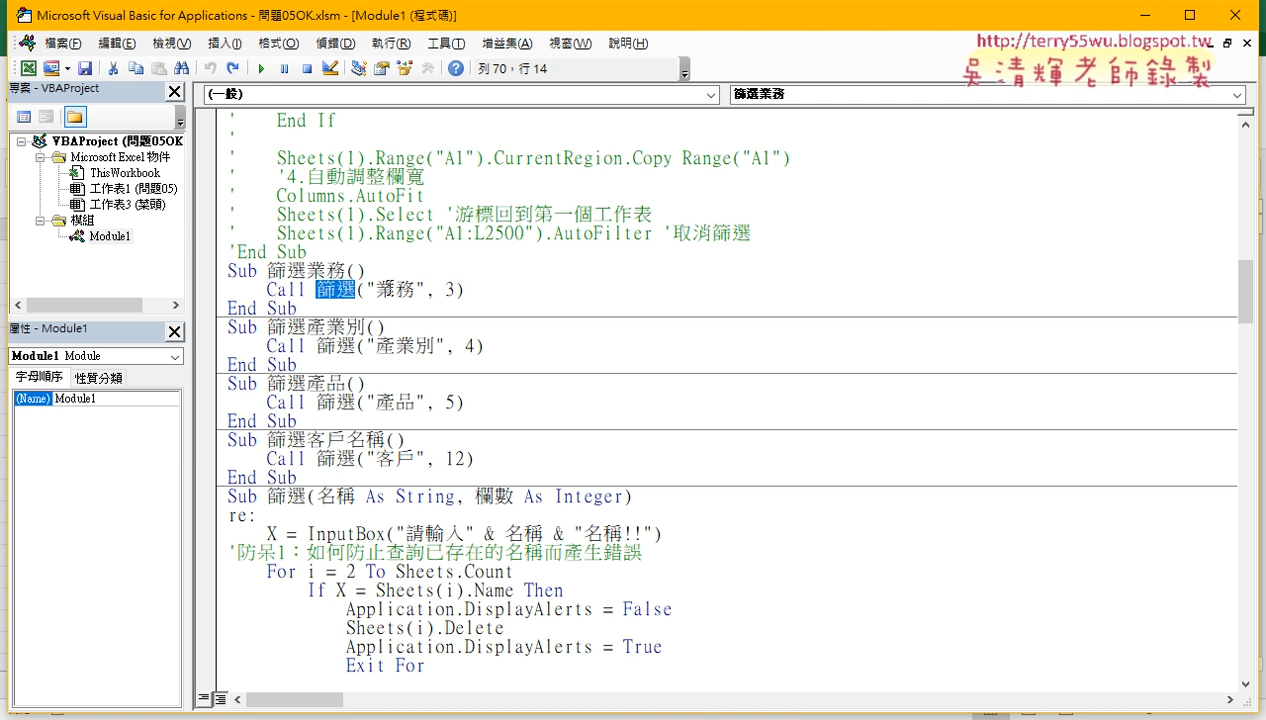 Microsoft Visual Basic for Applications - 問題05OK.xlsm - [Module1 (程式碼)]
http://terry55wu.blogspot.tw
吳清輝老師錄製
檔案(F) 編輯(E) 檢視(V) 插入(I) 格式(O) 偵錯(D) 執行(R) 工具(T) 增益集(A) 視窗(W) 說明(H)
列 70，行 14
專案 - VBAProject
VBAProject (問題05OK
Microsoft Excel 物件
ThisWorkbook
工作表1 (問題05)
工作表3 (葉頭)
模組
Module1
屬性 - Module1
Module1 Module
字母順序 性質分類
(Name) Module1
(一般) 篩選業務
' End If
'
' Sheets(1).Range("A1").CurrentRegion.Copy Range("A1")
' '4.自動調整欄寬
' Columns.AutoFit
' Sheets(1).Select '游標回到第一個工作表
' Sheets(1).Range("A1:L2500").AutoFilter '取消篩選
'End Sub
Sub 篩選業務()
Call 篩選("業務", 3)
End Sub
Sub 篩選產業別()
Call 篩選("產業別", 4)
End Sub
Sub 篩選產品()
Call 篩選("產品", 5)
End Sub
Sub 篩選客戶名稱()
Call 篩選("客戶", 12)
End Sub
Sub 篩選(名稱 As String, 欄數 As Integer)
re:
X = InputBox("請輸入" & 名稱 & "名稱!!")
'防呆1：如何防止查詢已存在的名稱而產生錯誤
For i = 2 To Sheets.Count
If X = Sheets(i).Name Then
Application.DisplayAlerts = False
Sheets(i).Delete
Application.DisplayAlerts = True
Exit For